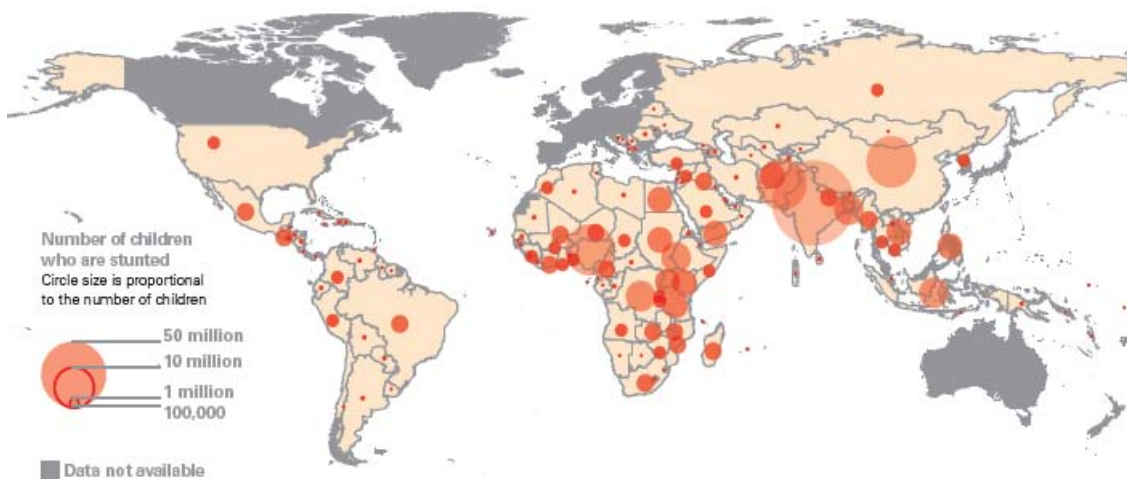 Number of children
who are stunted
Circle size is proportional
to the number of children
50 million
10 million
1 million
100,000
Data not available